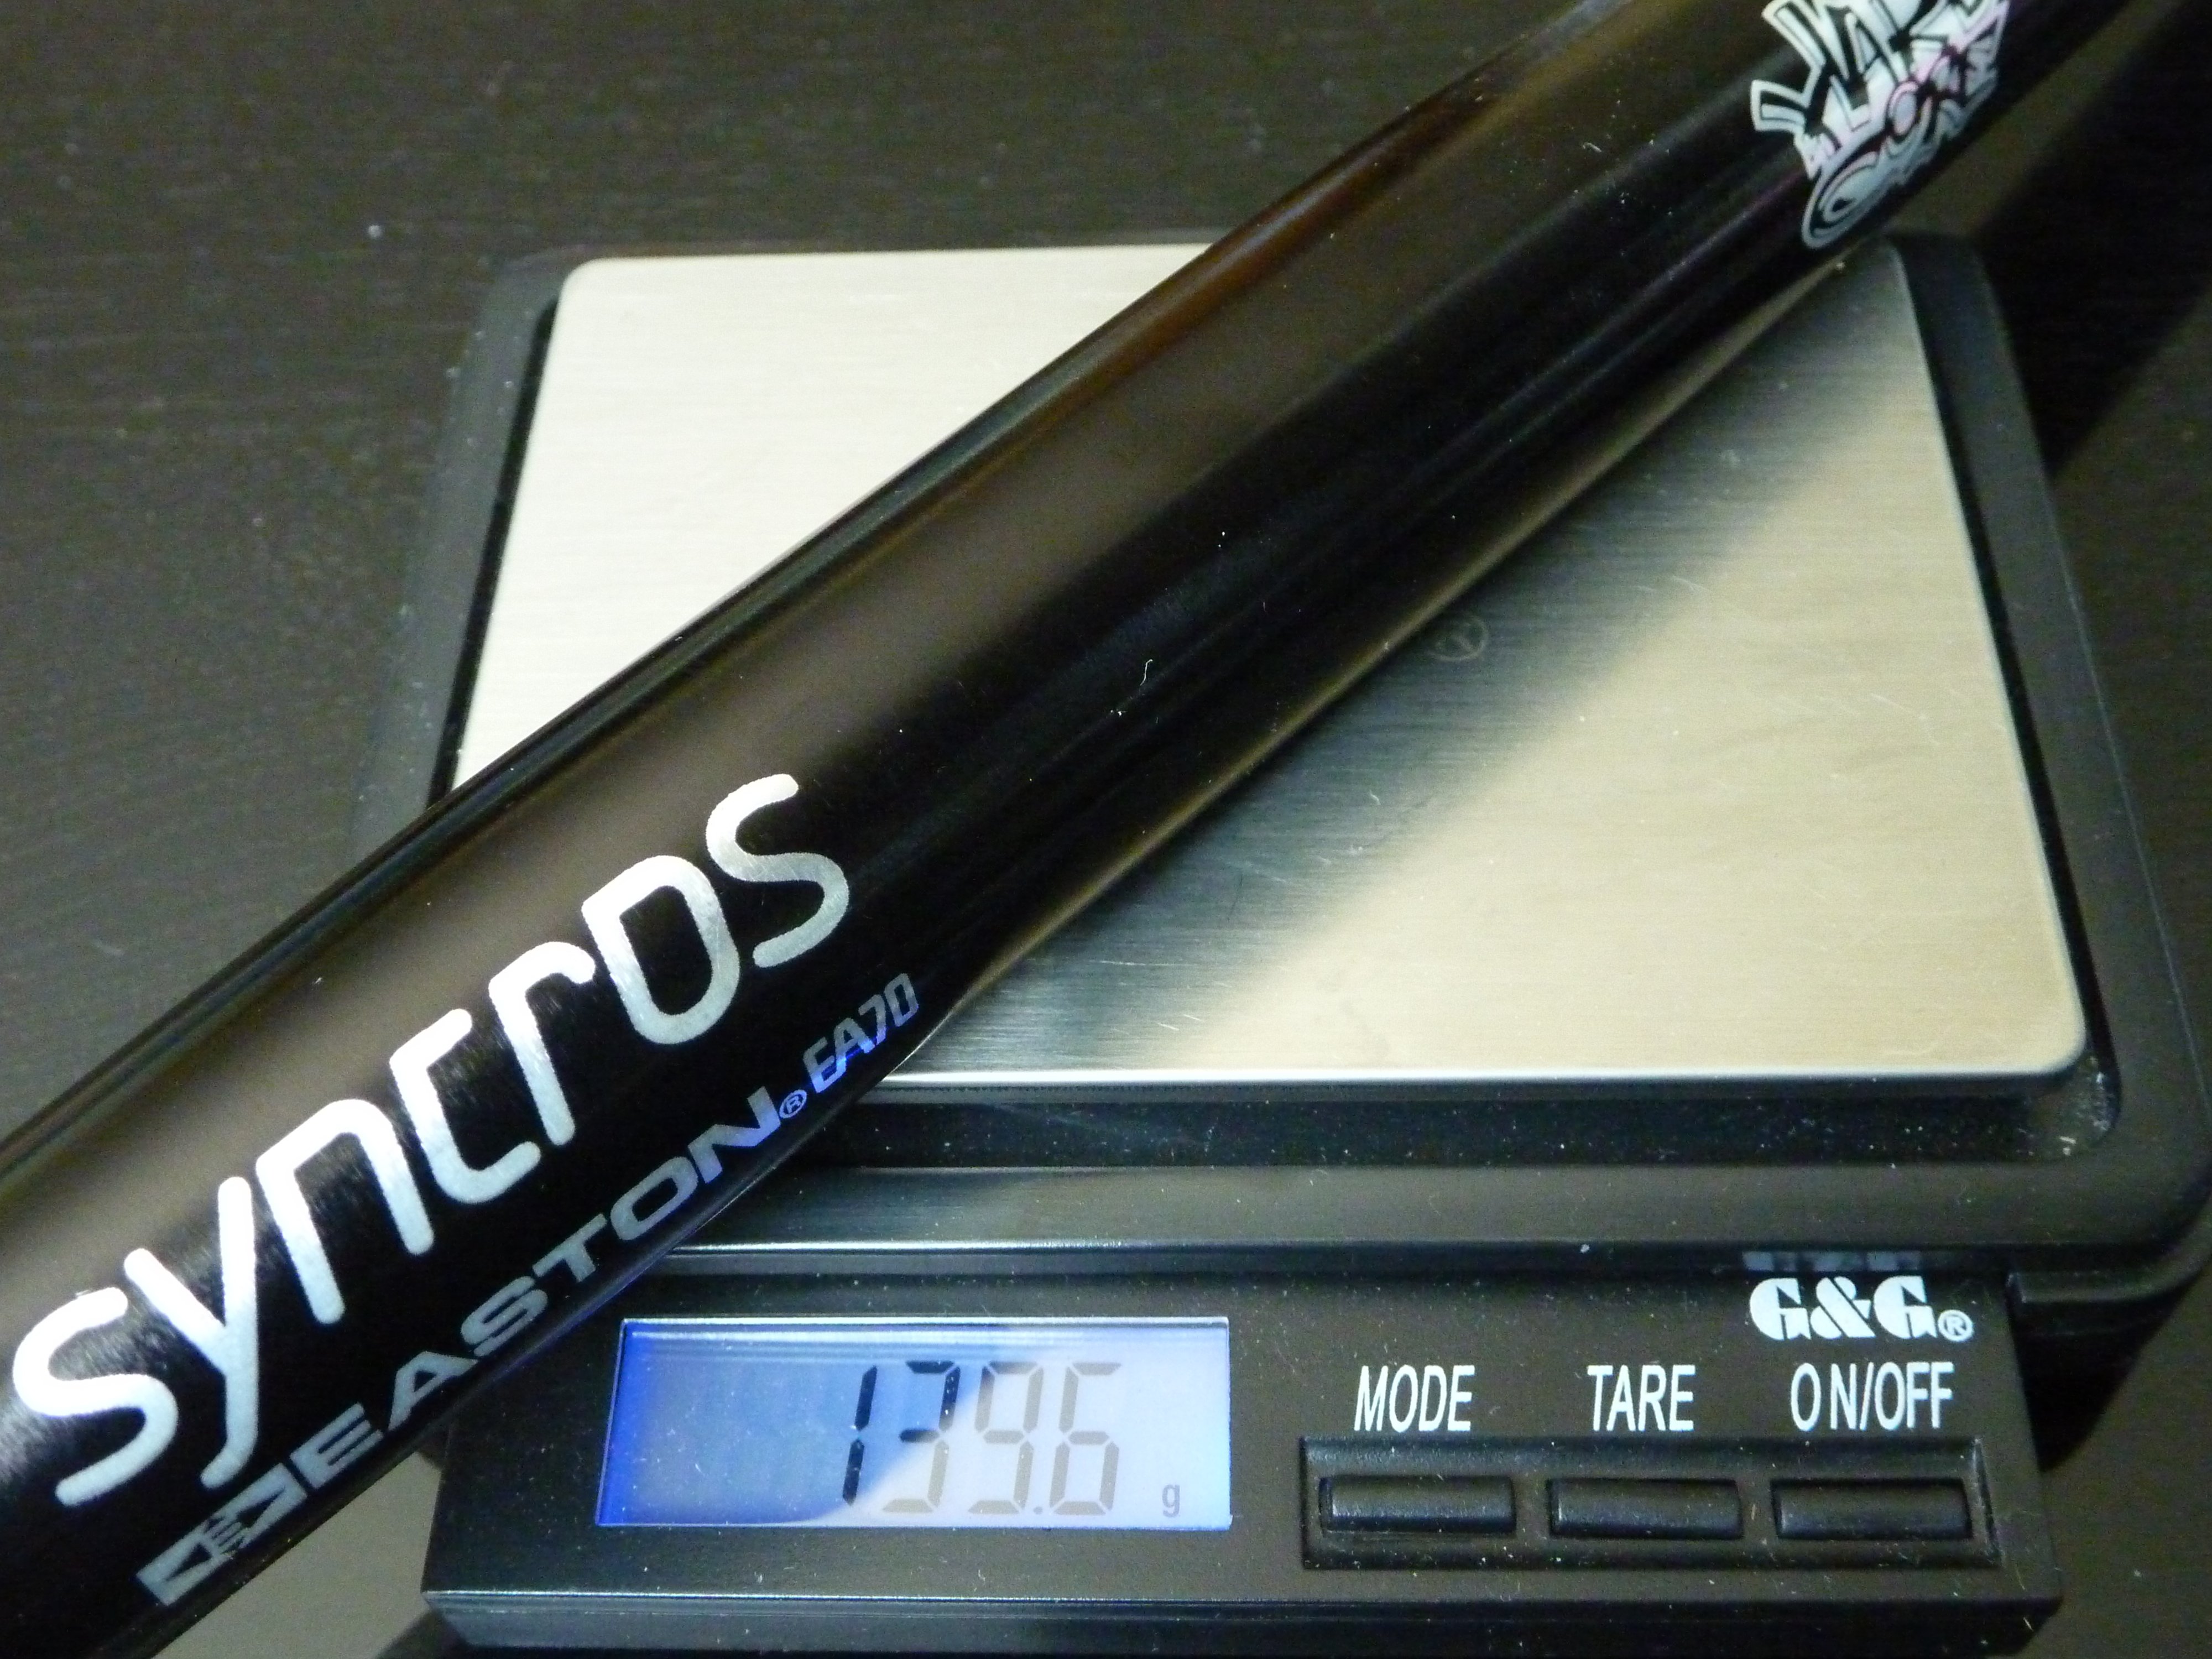 syncros
EASTON® EA70
G&G®
139.6 g
MODE TARE ON/OFF